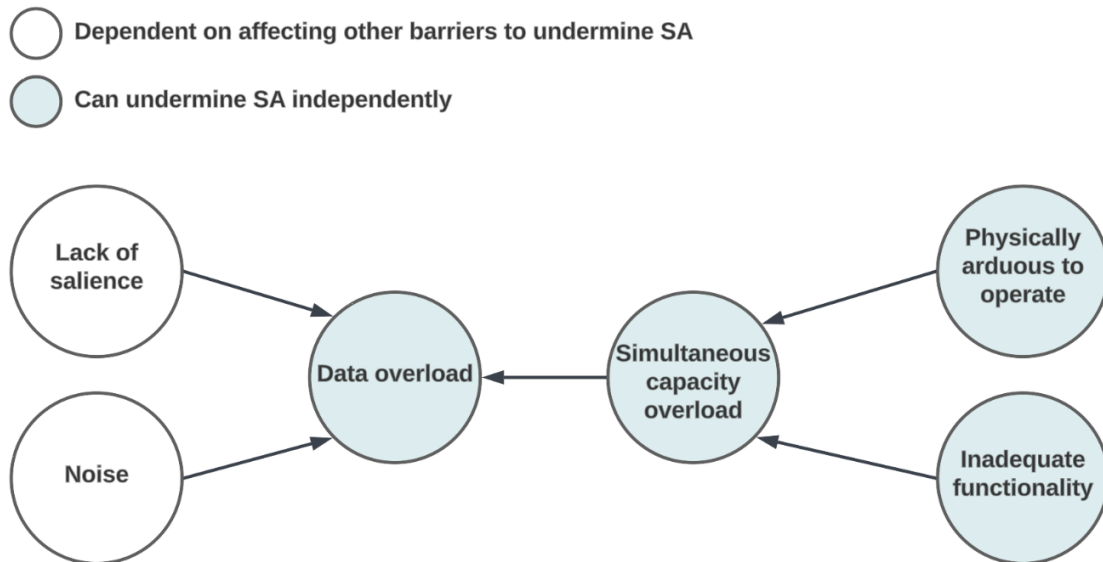 Dependent on affecting other barriers to undermine SA
Can undermine SA independently
Lack of
salience
Noise
Data overload
Simultaneous
capacity
overload
Physically
arduous to
operate
Inadequate
functionality